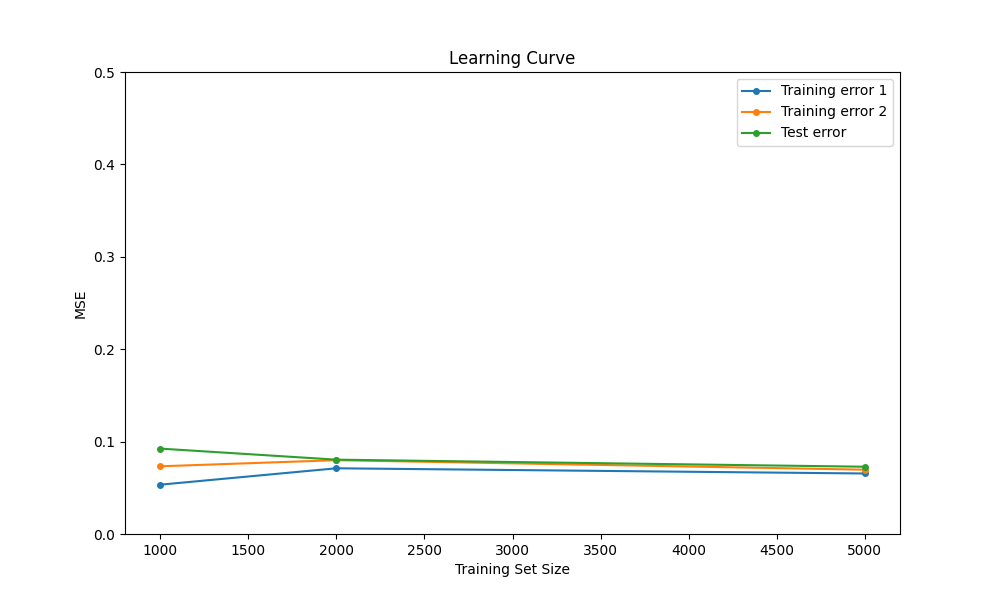 Learning Curve
0.5
0.4
0.3
0.2
0.1
0.0
MSE
Training error 1
Training error 2
Test error
1000 1500 2000 2500 3000 3500 4000 4500 5000
Training Set Size